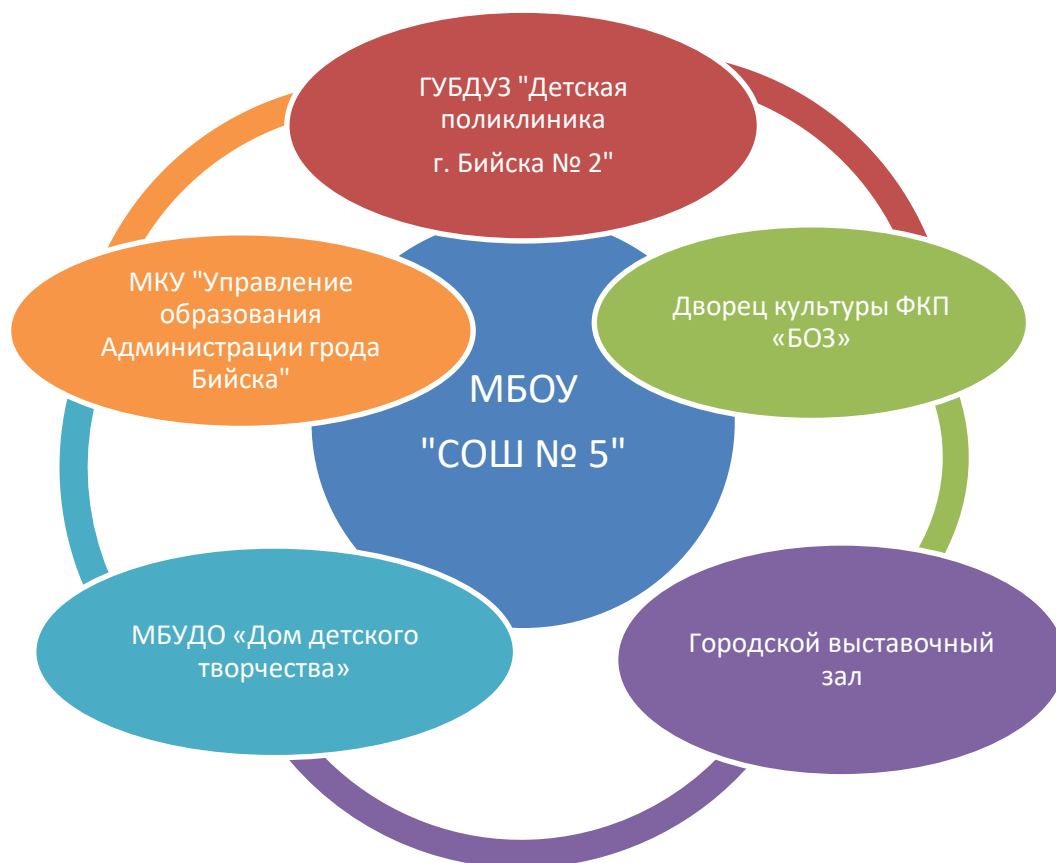 ГУБДУЗ "Детская
поликлиника
г. Бийска № 2"
МКУ "Управление
образования
Администрации грода
Бийска"
Дворец культуры ФКП
«БОЗ»
МБОУ
"СОШ № 5"
МБУДО «Дом детского
творчества»
Городской выставочный
зал